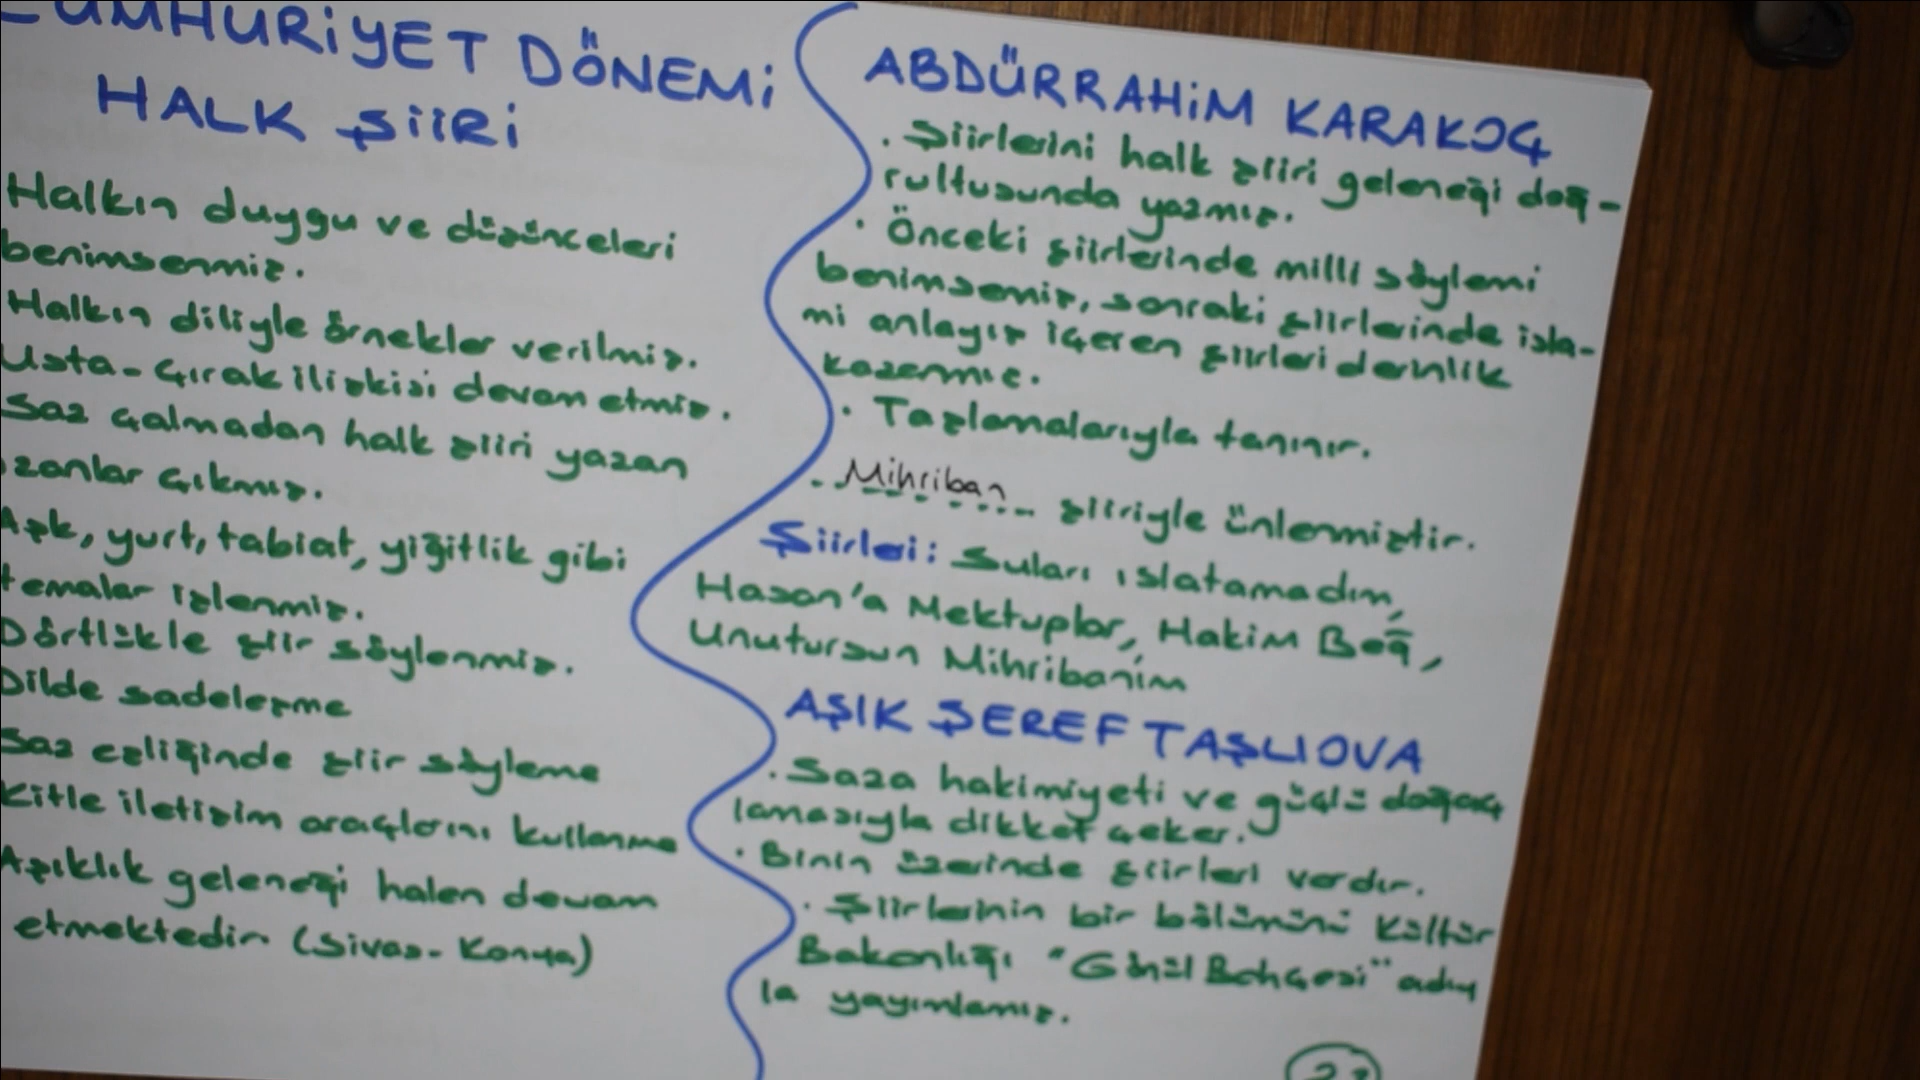 CUMHURİYET DÖNEMİ
HALK ŞİİRİ
Halkın duygu ve düşünceleri
benimsenmiş.
Halkın diliyle örnekler verilmiş.
Usta-çırak ilişkisi devam etmiş.
Saz çalmadan halk şiiri yazan
ozanlar çıkmış.
Aşk, yurt, tabiat, yiğitlik gibi
temalar işlenmiş.
Dörtlükle şiir söylenmiş.
Dilde sadeleşme
Saz eşliğinde şiir söyleme
Kitle iletişim araçlarını kullanma
Aşıklık geleneği halen devam
etmektedir (Sivas-Konya)
ABDÜRRAHİM KARAKOÇ
. Şiirlerini halk şiiri geleneği doğ-
rultusunda yazmış.
. Önceki şiirlerinde milli söylemi
benimsemiş, sonraki şiirlerinde isla-
mi anlayış içeren şiirleri derinlik
kazanmış.
. Taşlamalarıyla tanınır.
. Mihriban şiiriyle ünlenmiştir.
Şiirleri: Suları ıslatamadım,
Hasan'a Mektuplar, Hakim Beğ,
Unutursun Mihribanım
AŞIK ŞEREF TAŞLIOVA
. Saza hakimiyeti ve güçlü doğaç
lamasıyla dikket çeker.
. Binin üzerinde şiirleri vardır.
. Şiirlerinin bir bölümünü Kültür
Bakanlığı "Gönül Bahçesi" adıy
la yayımlamış.